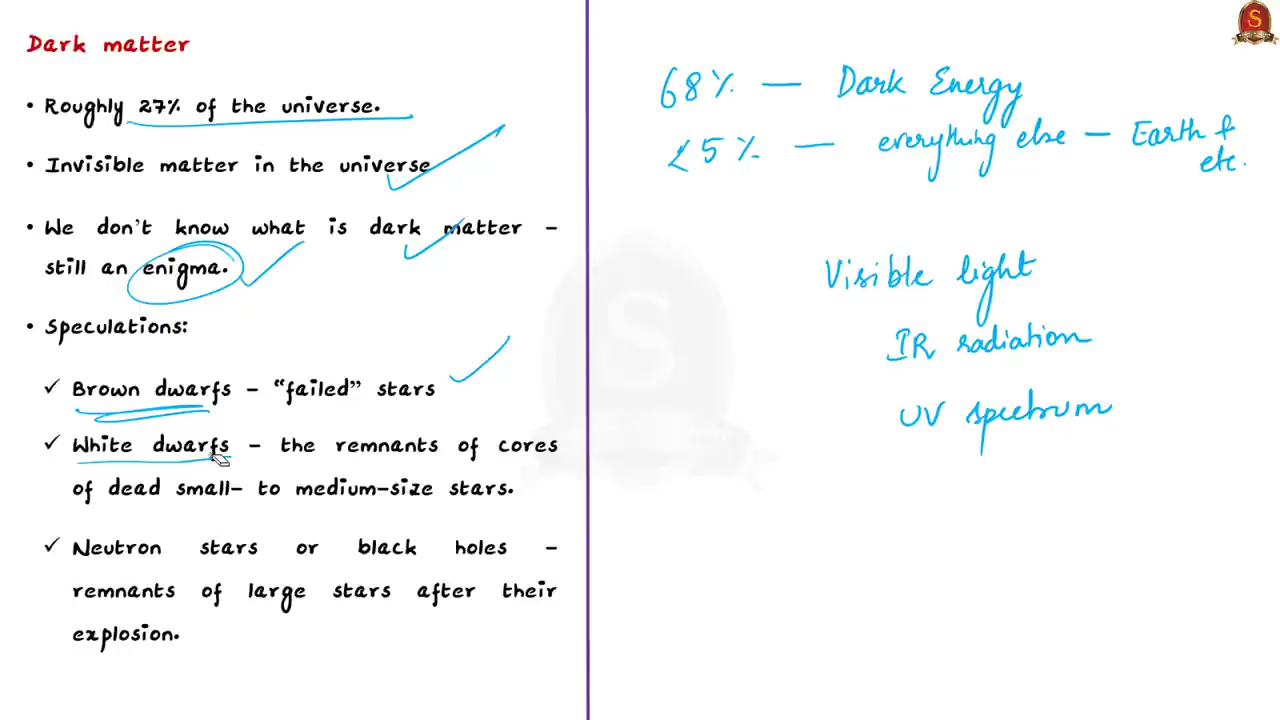 Dark matter
• Roughly 27% of the universe.
• Invisible matter in the universe
• We don't know what is dark matter –
still an enigma.
• Speculations:
✓ Brown dwarfs – "failed" stars
✓ White dwarfs – the remnants of cores
of dead small– to medium–size stars.
✓ Neutron stars or black holes –
remnants of large stars after their
explosion.
68% — Dark Energy
<5% — everything else — Earth &
etc.
Visible light
IR radiation
UV spectrum
S
S